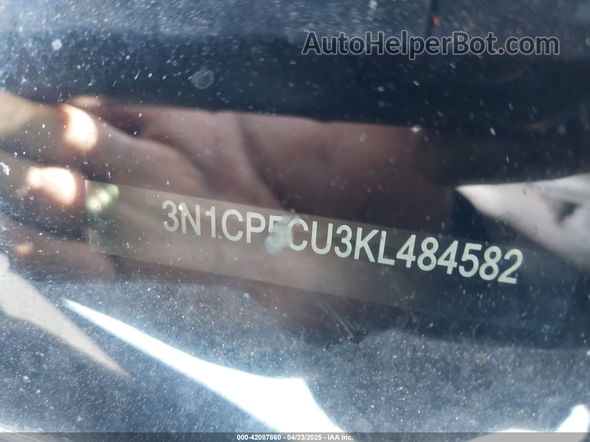 AutoHelperBot.com
3N1CP5CU3KL484582
000-42087860 - 04/23/2025 - IAA Inc.